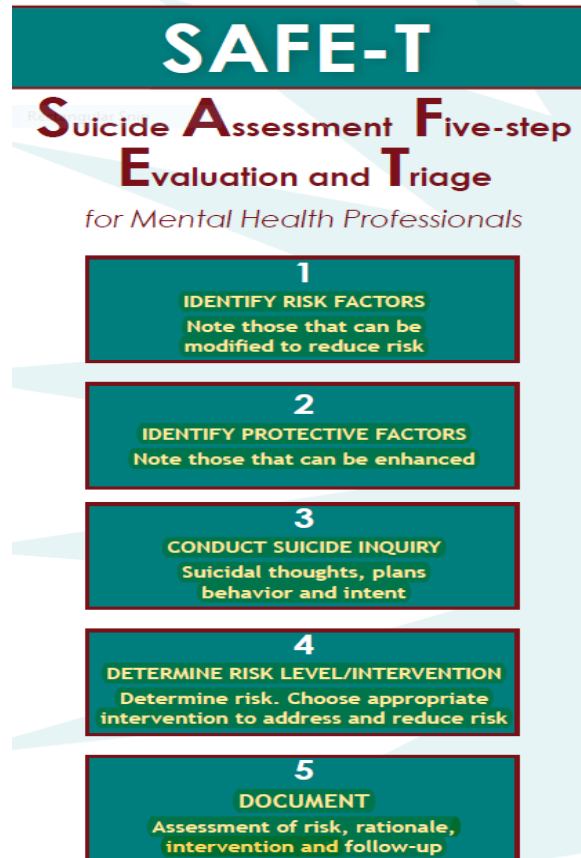 SAFE-T
Suicide Assessment Five-step
Evaluation and Triage
for Mental Health Professionals
1
IDENTIFY RISK FACTORS
Note those that can be
modified to reduce risk
2
IDENTIFY PROTECTIVE FACTORS
Note those that can be enhanced
3
CONDUCT SUICIDE INQUIRY
Suicidal thoughts, plans
behavior and intent
4
DETERMINE RISK LEVEL/INTERVENTION
Determine risk. Choose appropriate
intervention to address and reduce risk
5
DOCUMENT
Assessment of risk, rationale,
intervention and follow-up